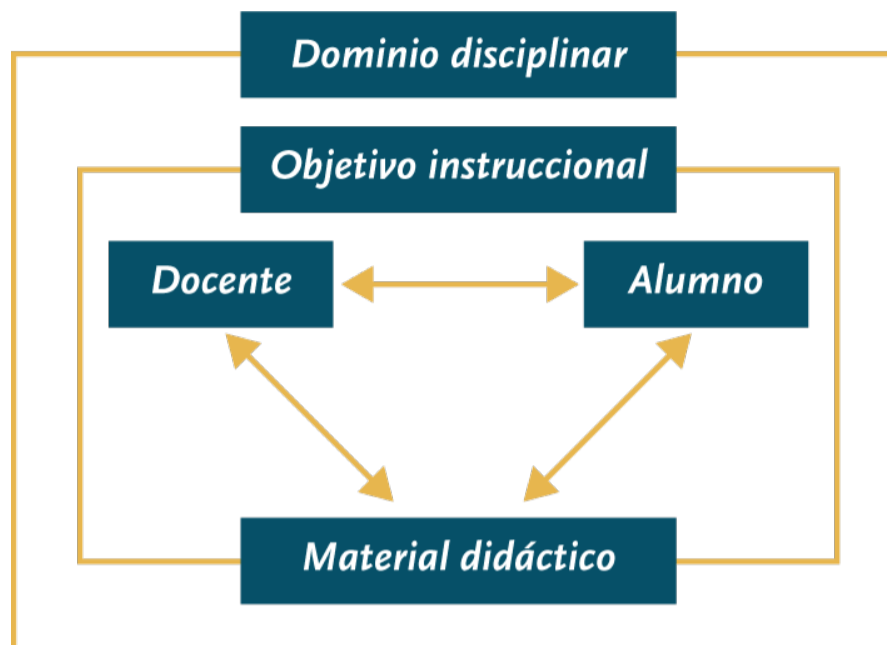 Dominio disciplinar
Objetivo instruccional
Docente
Alumno
Material didáctico